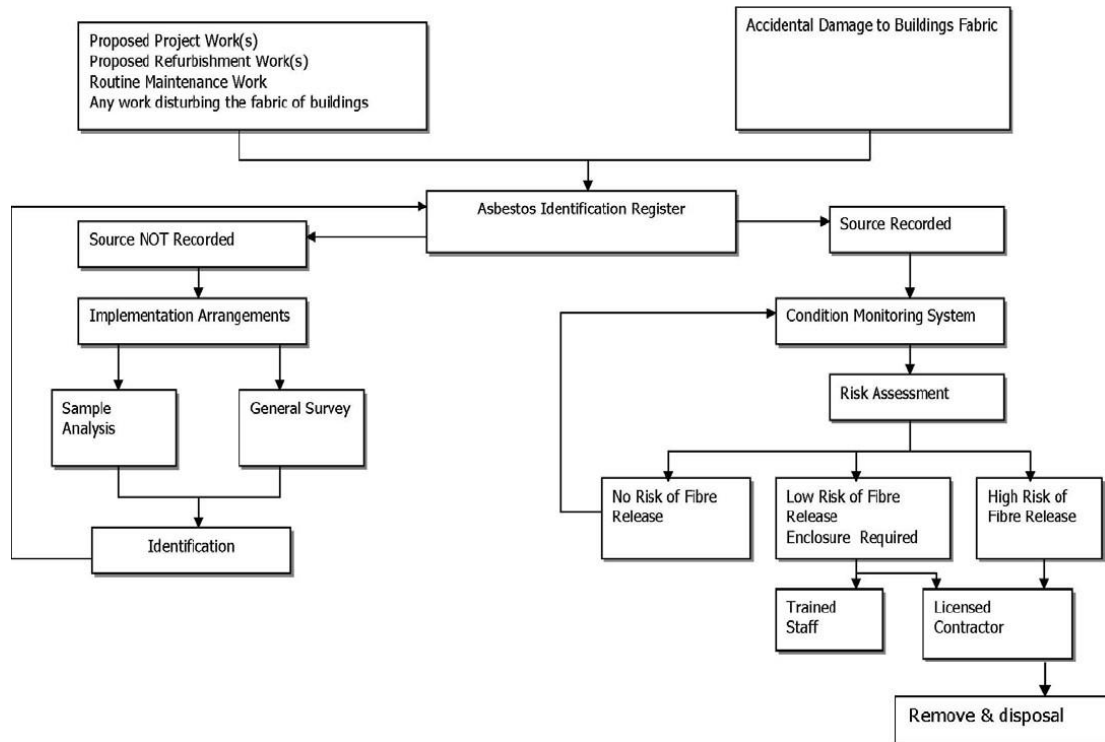 Proposed Project Work(s)
Proposed Refurbishment Work(s)
Routine Maintenance Work
Any work disturbing the fabric of buildings
Accidental Damage to Buildings Fabric
Asbestos Identification Register
Source NOT Recorded
Source Recorded
Implementation Arrangements
Condition Monitoring System
Sample
Analysis
General Survey
Risk Assessment
Identification
No Risk of Fibre
Release
Low Risk of Fibre
Release
Enclosure Required
High Risk of
Fibre Release
Trained
Staff
Licensed
Contractor
Remove & disposal